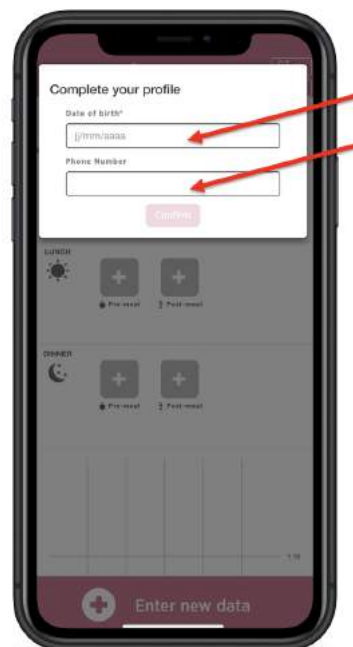 Complete your profile
Date of birth*
jj/mm/aaaa
Phone Number
Confirm
LUNCH
Pre-meal Post-meal
DINNER
Pre-meal Post-meal
Enter new data